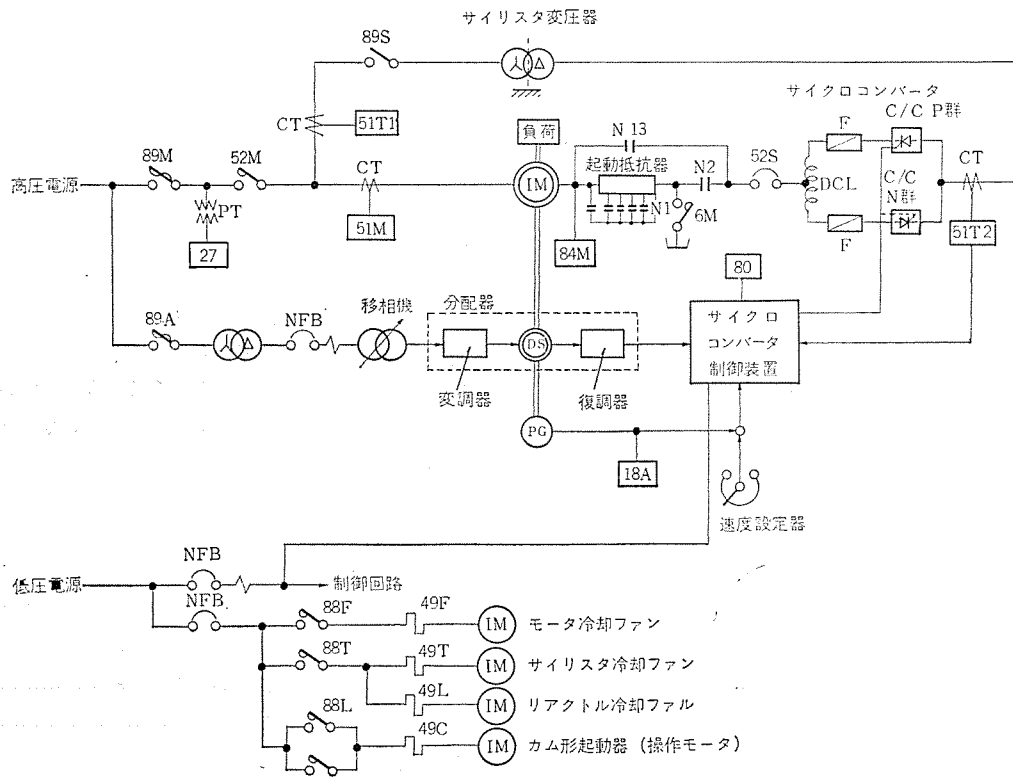 サイリスタ変圧器
89S
サイクロコンバータ
C/C P群
F
CT
51T1
負荷
N 13
89M
52M
CT
起動抵抗器
N2
52S
C/C
CT
高圧電源
IM
DCL
N群
PT
N1
6M
27
51M
84M
F
51T2
80
89A
NFB
移相機
分配器
サイクロ
コンバータ
制御装置
DS
変調器
復調器
PG
18A
速度設定器
NFB
低圧電源
制御回路
NFB
88F
49F
IM
モータ冷却ファン
88T
49T
IM
サイリスタ冷却ファン
49L
IM
リアクトル冷却ファル
88L
49C
IM
カム形起動器(操作モータ)